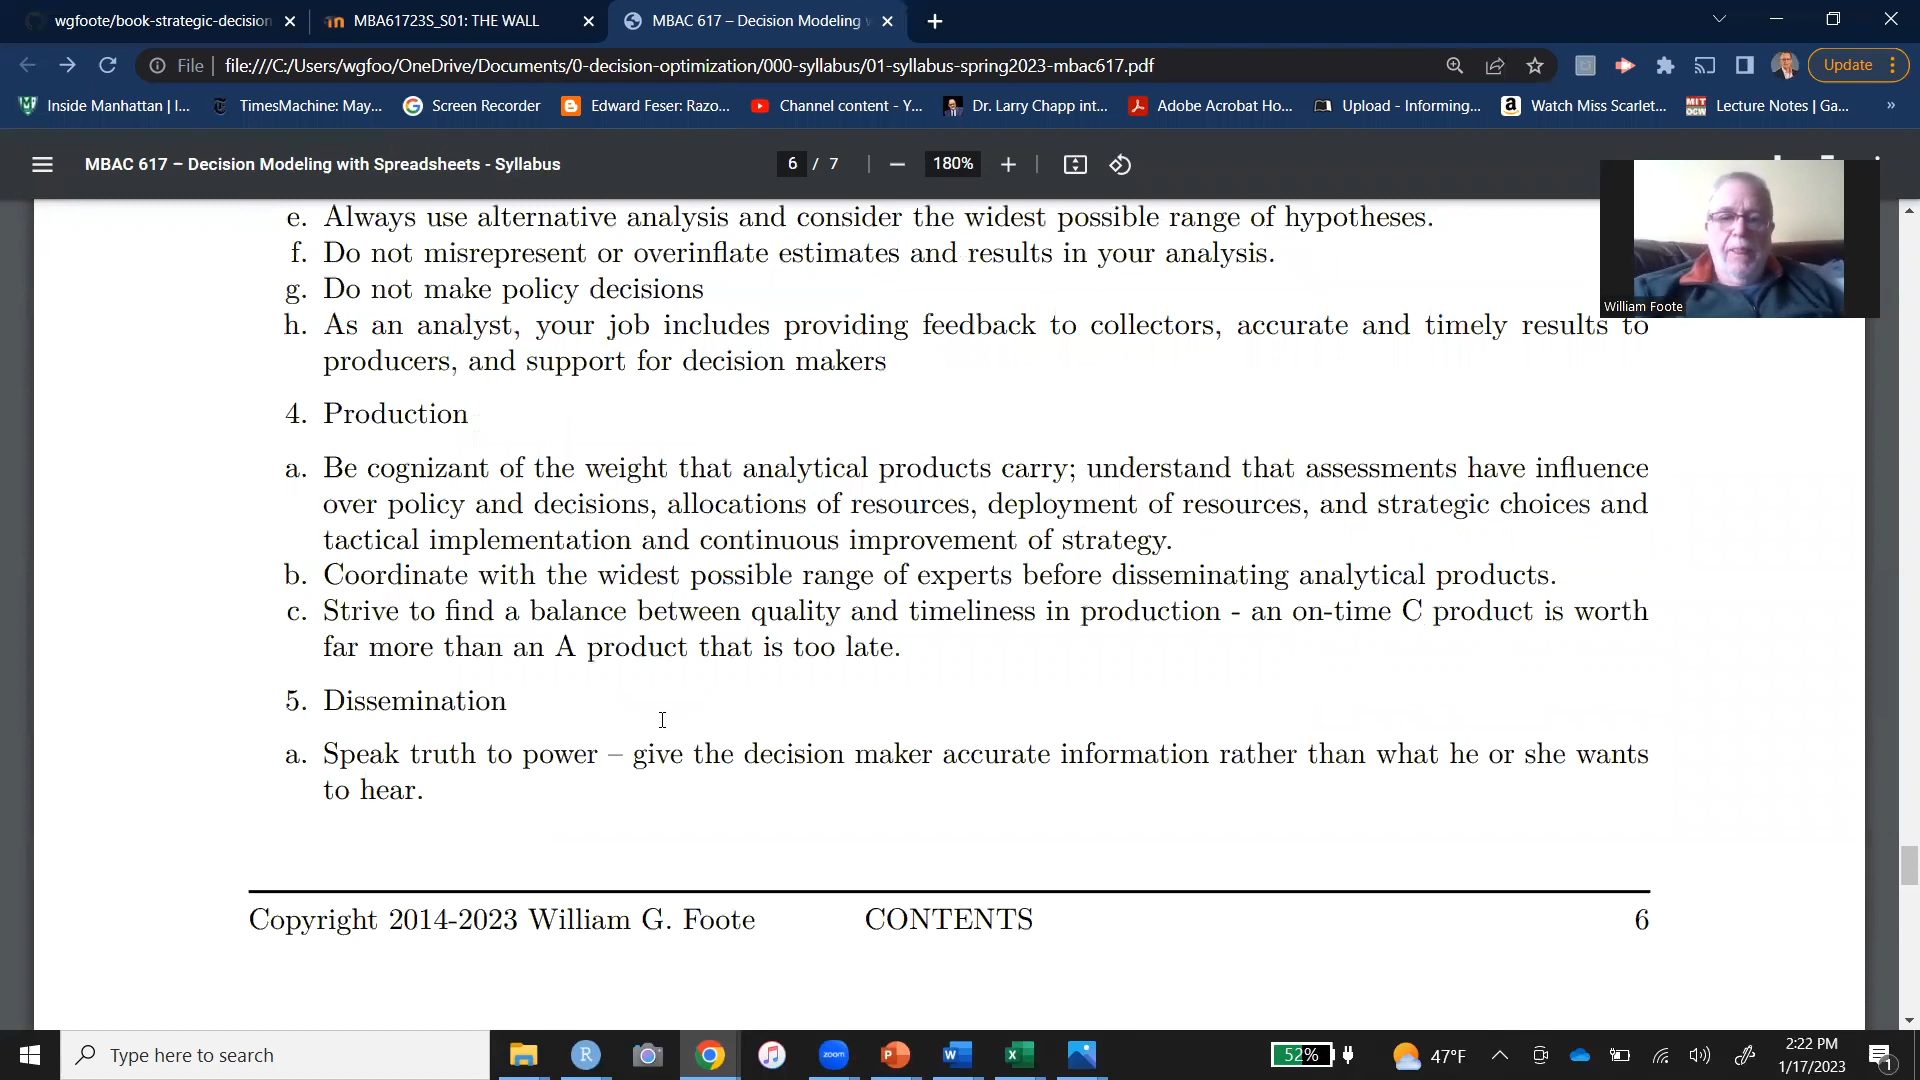 wgfoote/book-strategic-decision
MBA61723S_S01: THE WALL
MBAC 617 – Decision Modeling w
File
file:///C:/Users/wgfoo/OneDrive/Documents/0-decision-optimization/000-syllabus/01-syllabus-spring2023-mbac617.pdf
Update
Inside Manhattan | I...
TimesMachine: May...
Screen Recorder
Edward Feser: Razo...
Channel content - Y...
Dr. Larry Chapp int...
Adobe Acrobat Ho...
Upload - Informing...
Watch Miss Scarlet...
MIT OCW
Lecture Notes | Ga...
»
MBAC 617 – Decision Modeling with Spreadsheets - Syllabus
6 / 7
180%
William Foote
e. Always use alternative analysis and consider the widest possible range of hypotheses.
f. Do not misrepresent or overinflate estimates and results in your analysis.
g. Do not make policy decisions
h. As an analyst, your job includes providing feedback to collectors, accurate and timely results to
producers, and support for decision makers
4. Production
a. Be cognizant of the weight that analytical products carry; understand that assessments have influence
over policy and decisions, allocations of resources, deployment of resources, and strategic choices and
tactical implementation and continuous improvement of strategy.
b. Coordinate with the widest possible range of experts before disseminating analytical products.
c. Strive to find a balance between quality and timeliness in production - an on-time C product is worth
far more than an A product that is too late.
5. Dissemination
a. Speak truth to power – give the decision maker accurate information rather than what he or she wants
to hear.
Copyright 2014-2023 William G. Foote CONTENTS 6
Type here to search
R
zoom
P
W
X
52%
47°F
2:22 PM
1/17/2023
1